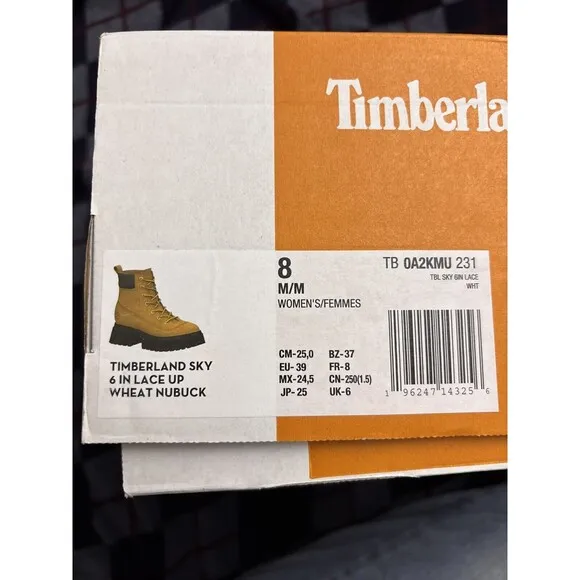 Timberla
8
M/M
WOMEN'S/FEMMES
TB 0A2KMU 231
TBL SKY 6IN LACE
WHT
TIMBERLAND SKY
6 IN LACE UP
WHEAT NUBUCK
CM-25,0 BZ-37
EU- 39 FR-8
MX-24,5 CN-250(1.5)
JP- 25 UK-6
1 96247 14325 6